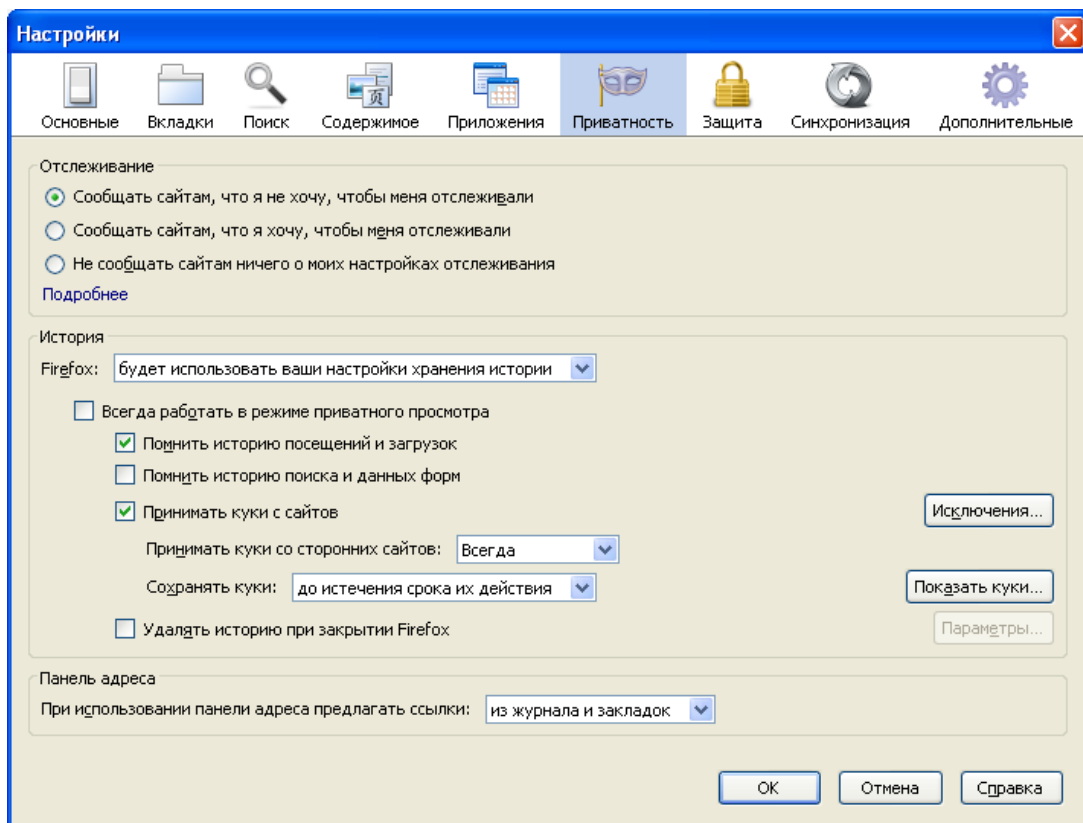 Настройки
Основные Вкладки Поиск Содержимое Приложения Приватность Защита Синхронизация Дополнительные
Отслеживание
Сообщать сайтам, что я не хочу, чтобы меня отслеживали
Сообщать сайтам, что я хочу, чтобы меня отслеживали
Не сообщать сайтам ничего о моих настройках отслеживания
Подробнее
История
Firefox: будет использовать ваши настройки хранения истории
Всегда работать в режиме приватного просмотра
Помнить историю посещений и загрузок
Помнить историю поиска и данных форм
Принимать куки с сайтов Исключения...
Принимать куки со сторонних сайтов: Всегда
Сохранять куки: до истечения срока их действия Показать куки...
Удалять историю при закрытии Firefox Параметры...
Панель адреса
При использовании панели адреса предлагать ссылки: из журнала и закладок
ОК Отмена Справка